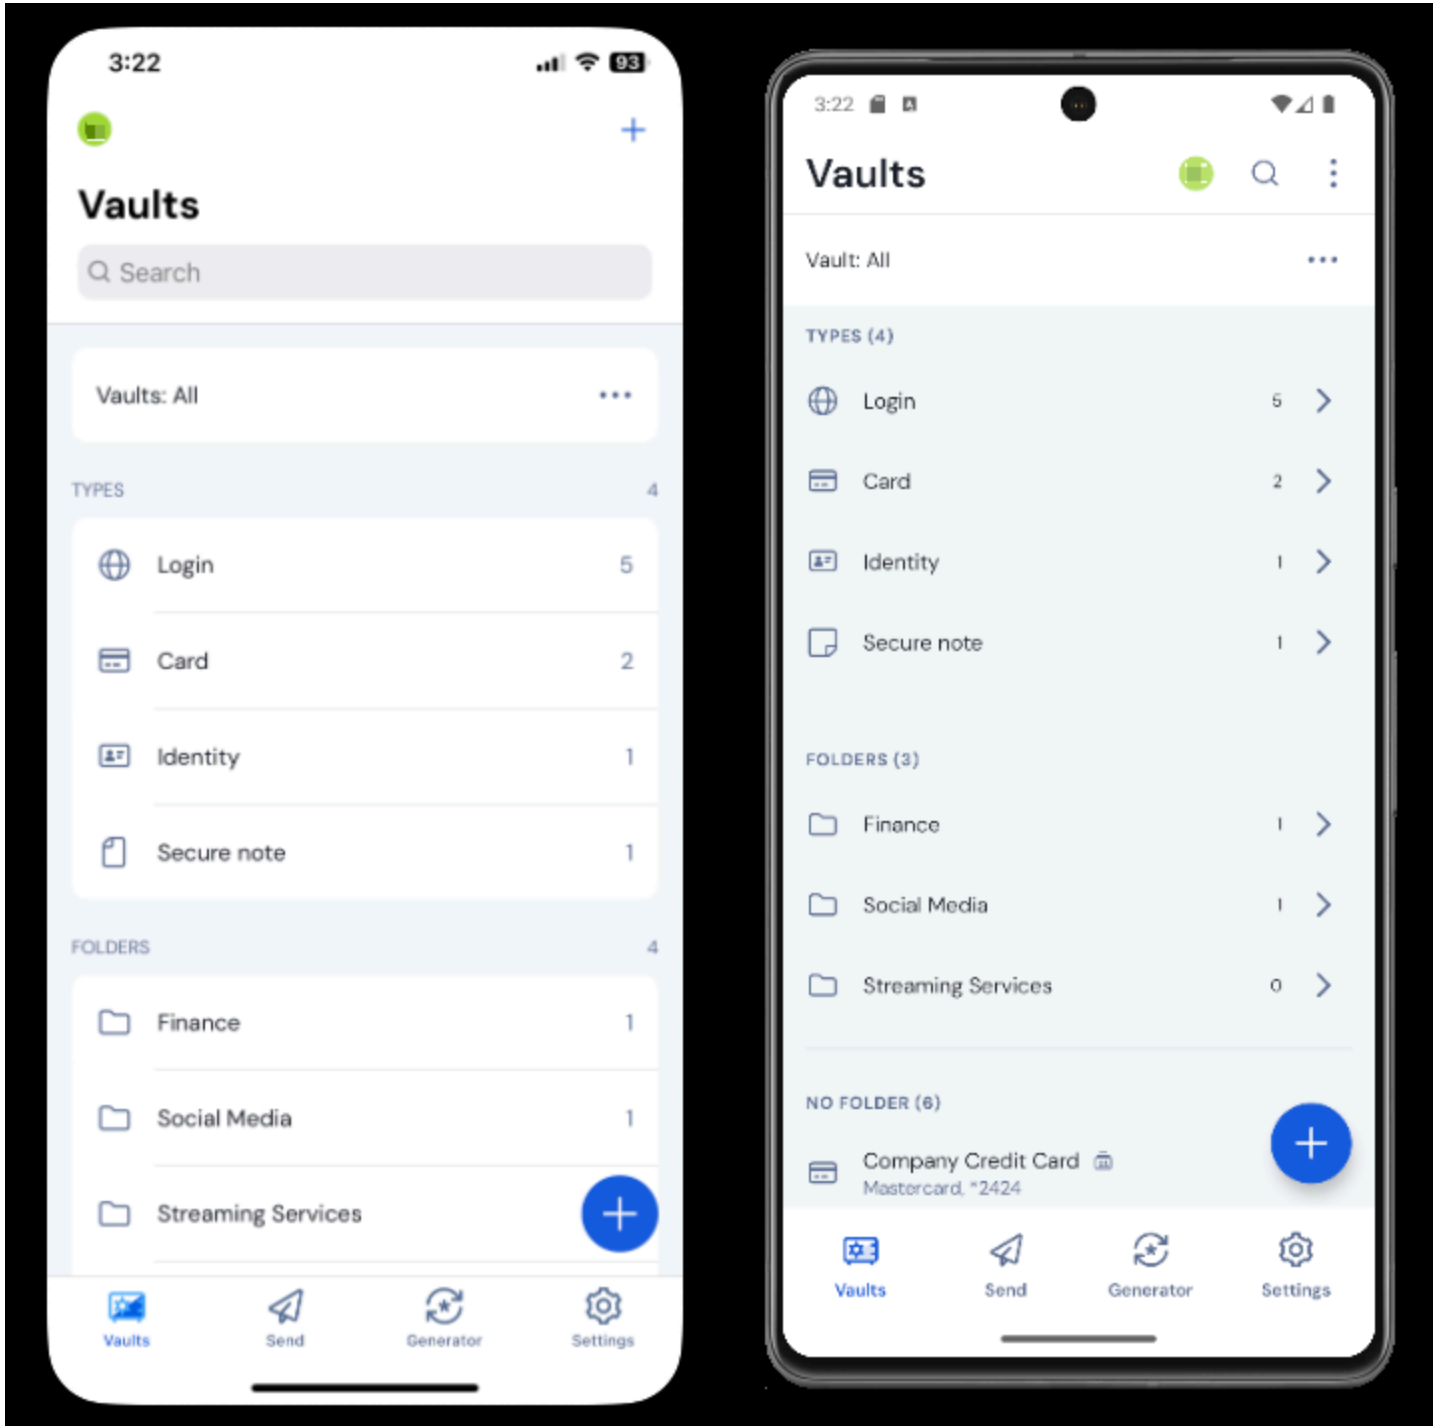 3:22
93
Vaults
Search
Vaults: All
TYPES 4
Login 5
Card 2
Identity 1
Secure note 1
FOLDERS 4
Finance 1
Social Media 1
Streaming Services
Vaults Send Generator Settings
3:22
A
Vaults
Vault: All
TYPES (4)
Login 5
Card 2
Identity 1
Secure note 1
FOLDERS (3)
Finance 1
Social Media 1
Streaming Services 0
NO FOLDER (6)
Company Credit Card
Mastercard, *2424
Vaults Send Generator Settings